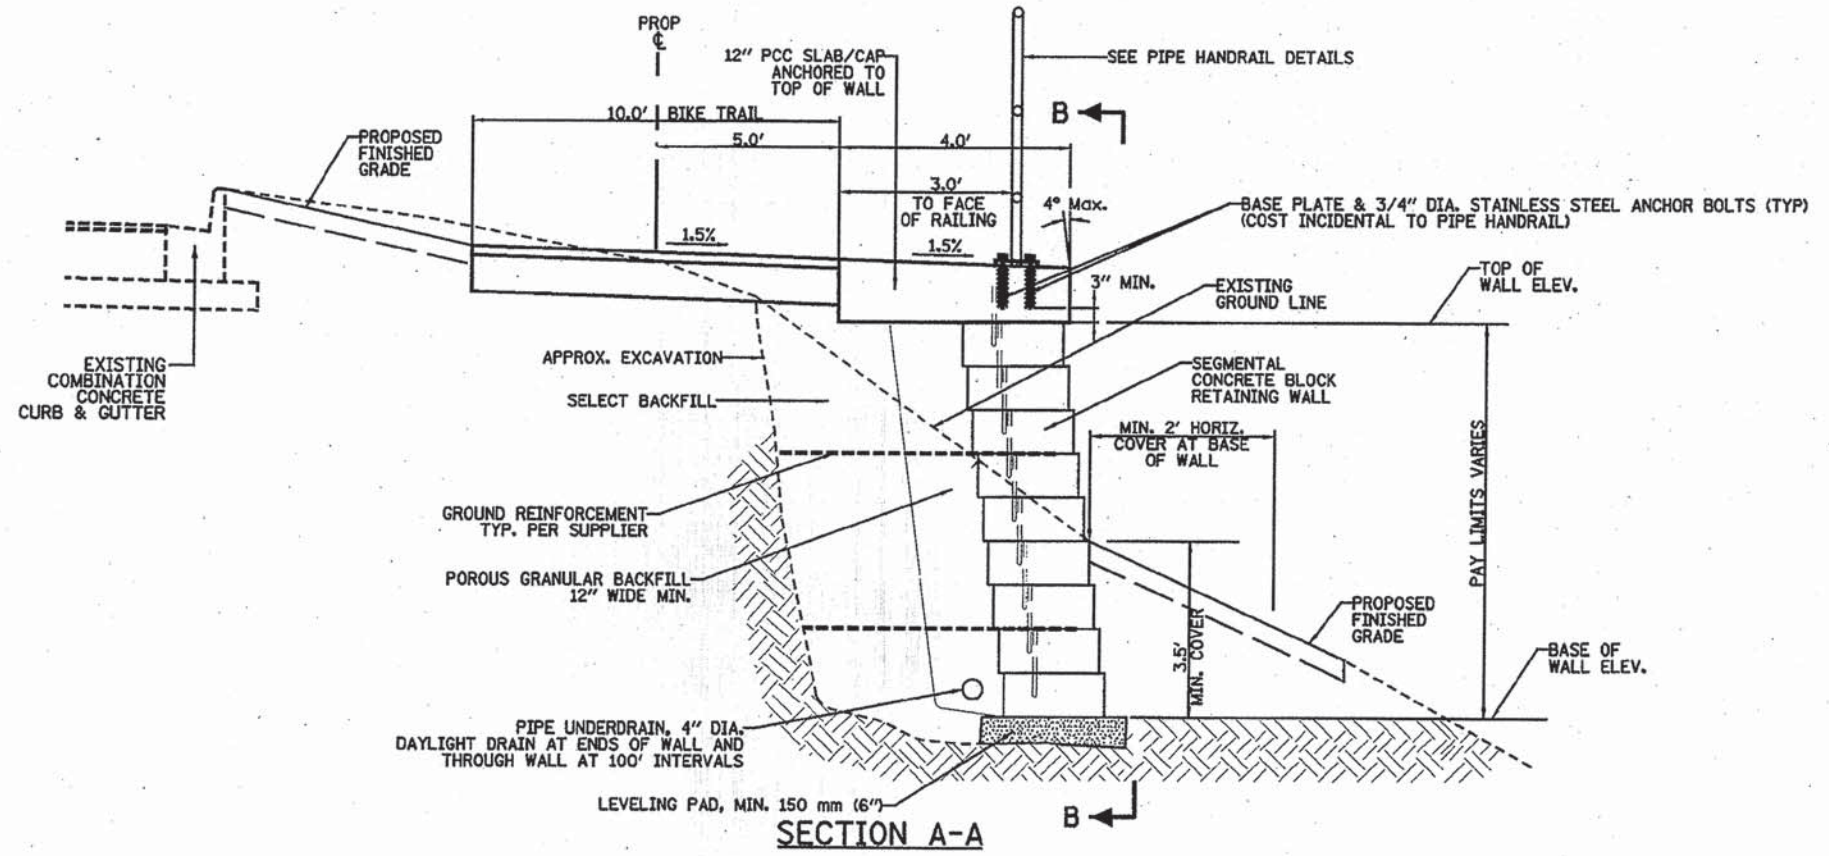 PROP
℄
12" PCC SLAB/CAP
ANCHORED TO
TOP OF WALL
SEE PIPE HANDRAIL DETAILS
B
10.0' BIKE TRAIL
5.0'
4.0'
PROPOSED
FINISHED
GRADE
3.0'
TO FACE
OF RAILING
4° Max.
BASE PLATE & 3/4" DIA. STAINLESS STEEL ANCHOR BOLTS (TYP)
(COST INCIDENTAL TO PIPE HANDRAIL)
1.5%
1.5%
3" MIN.
EXISTING
GROUND LINE
TOP OF
WALL ELEV.
EXISTING
COMBINATION
CONCRETE
CURB & GUTTER
APPROX. EXCAVATION
SELECT BACKFILL
SEGMENTAL
CONCRETE BLOCK
RETAINING WALL
MIN. 2' HORIZ.
COVER AT BASE
OF WALL
PAY LIMITS VARIES
GROUND REINFORCEMENT
TYP. PER SUPPLIER
POROUS GRANULAR BACKFILL
12" WIDE MIN.
3.5'
MIN. COVER
PROPOSED
FINISHED
GRADE
BASE OF
WALL ELEV.
PIPE UNDERDRAIN, 4" DIA.
DAYLIGHT DRAIN AT ENDS OF WALL AND
THROUGH WALL AT 100' INTERVALS
LEVELING PAD, MIN. 150 mm (6")
B
SECTION A-A